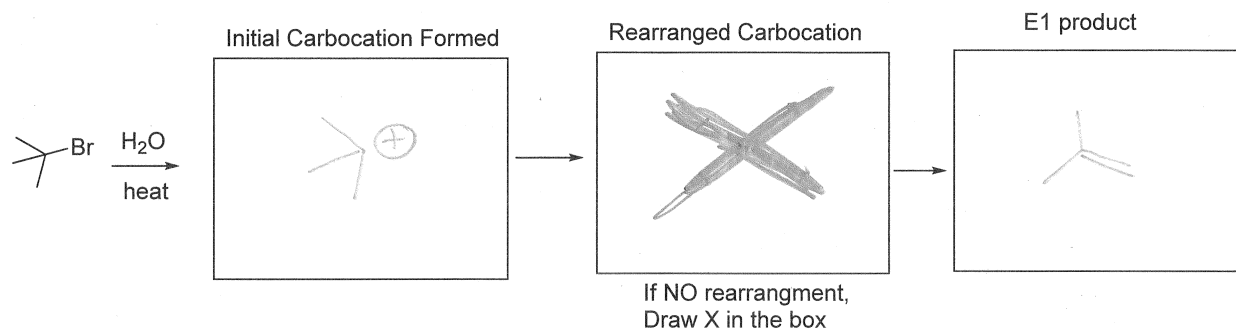 Initial Carbocation Formed
Rearranged Carbocation
E1 product
Br
H₂O
heat
+
If NO rearrangment,
Draw X in the box